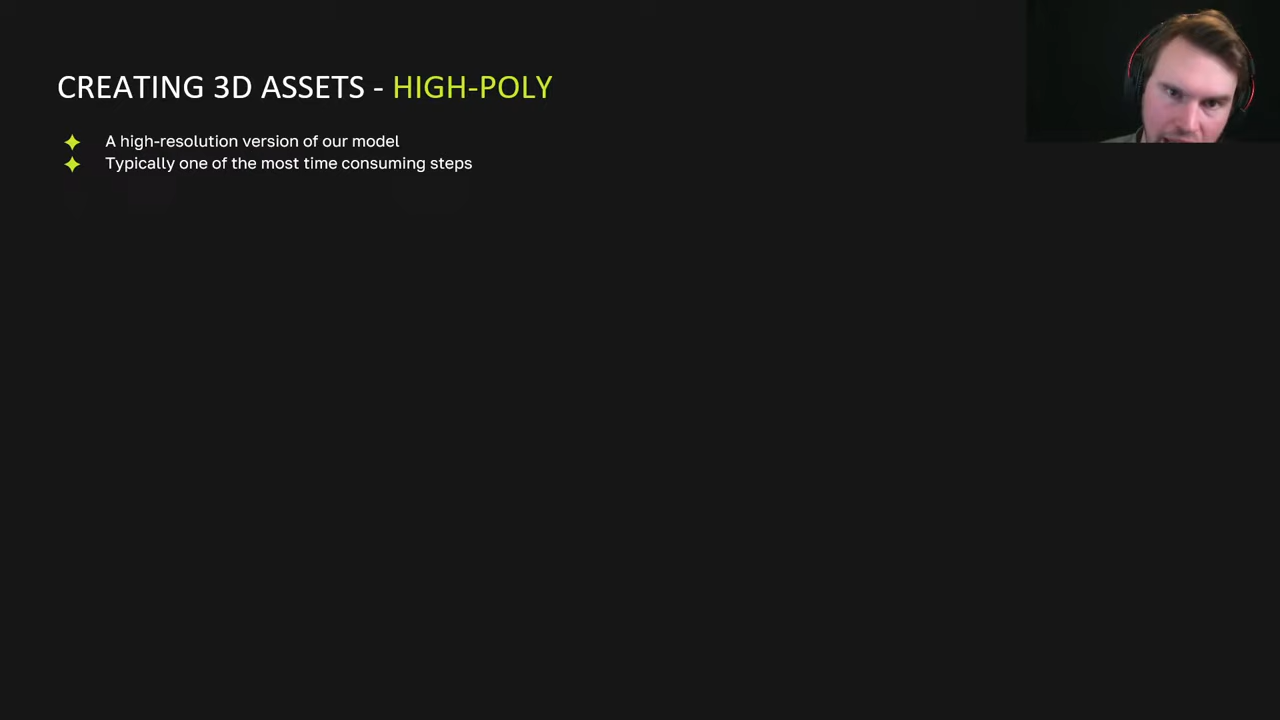 CREATING 3D ASSETS - HIGH-POLY
A high-resolution version of our model
Typically one of the most time consuming steps